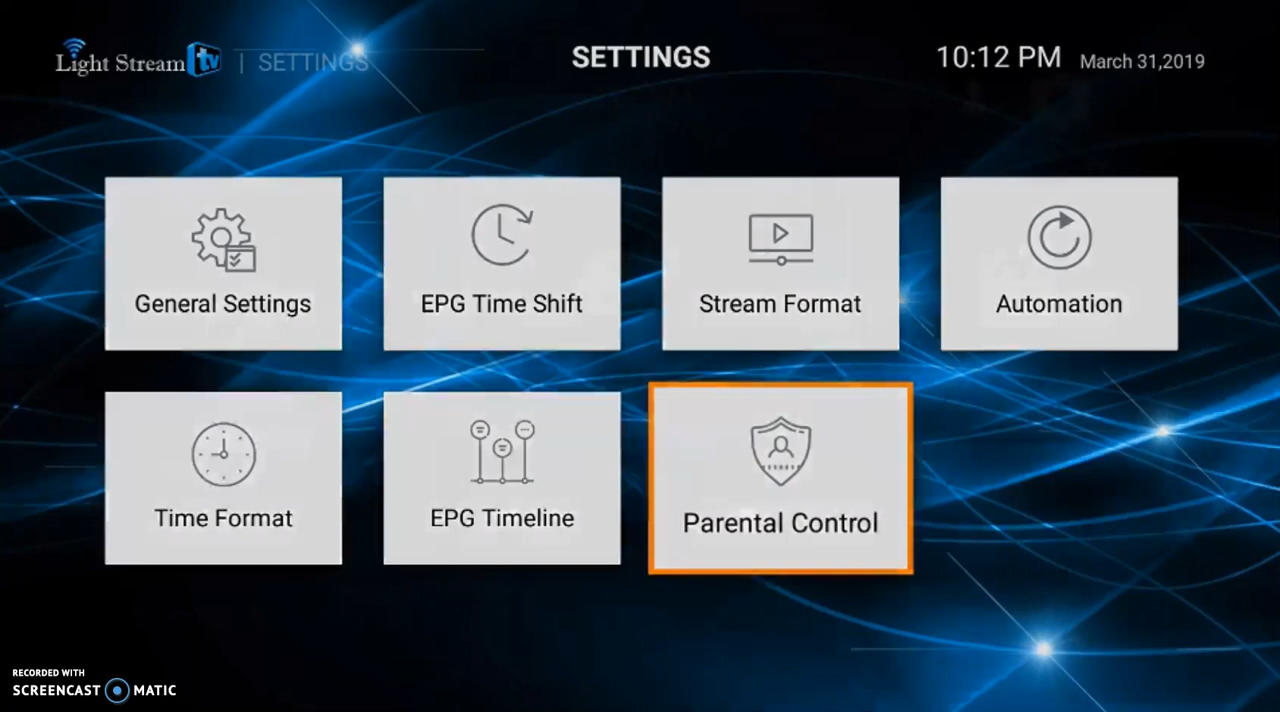 Light Stream tv | SETTINGS
SETTINGS
10:12 PM March 31,2019
General Settings
EPG Time Shift
Stream Format
Automation
Time Format
EPG Timeline
Parental Control
RECORDED WITH
SCREENCAST MATIC